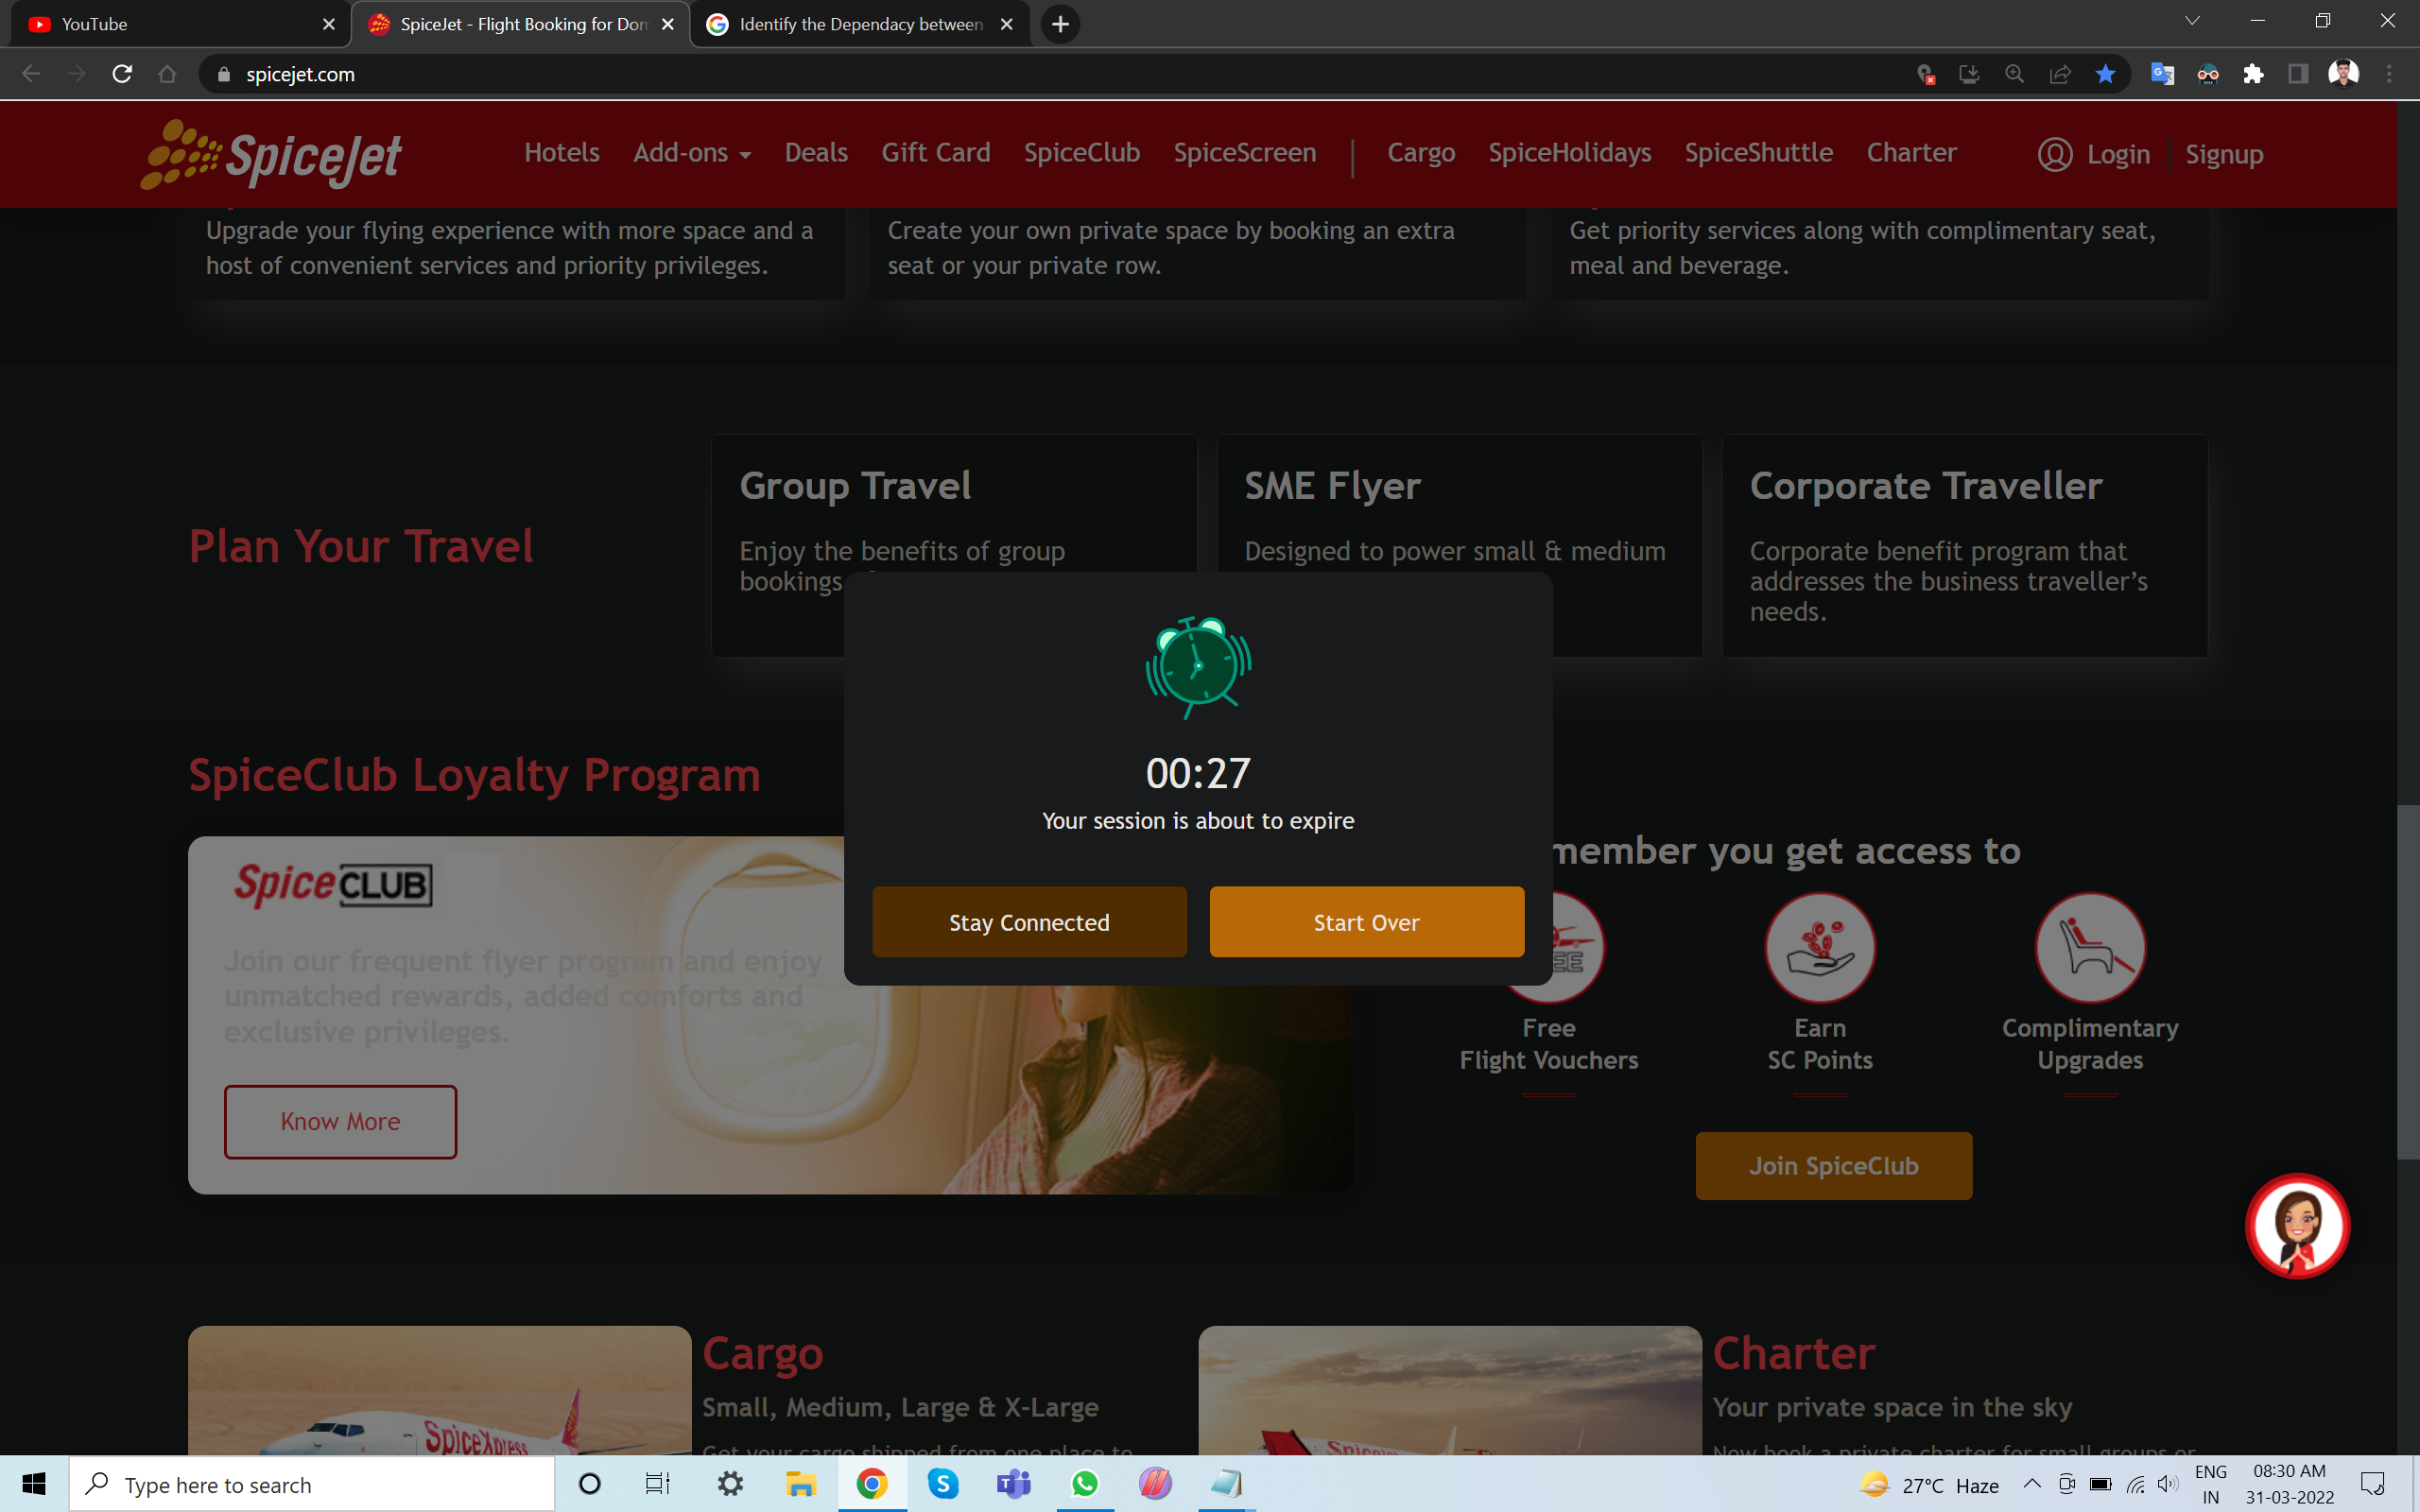 YouTube
SpiceJet - Flight Booking for Dom
Identify the Dependacy between
spicejet.com
SpiceJet
Hotels Add-ons Deals Gift Card SpiceClub SpiceScreen | Cargo SpiceHolidays SpiceShuttle Charter Login Signup
Upgrade your flying experience with more space and a
host of convenient services and priority privileges.
Create your own private space by booking an extra
seat or your private row.
Get priority services along with complimentary seat,
meal and beverage.
Plan Your Travel
Group Travel
Enjoy the benefits of group
bookings
SME Flyer
Designed to power small & medium
Corporate Traveller
Corporate benefit program that
addresses the business traveller’s
needs.
00:27
Your session is about to expire
Stay Connected
Start Over
SpiceClub Loyalty Program
SpiceCLUB
Join our frequent flyer program and enjoy
unmatched rewards, added comforts and
exclusive privileges.
Know More
member you get access to
Free
Flight Vouchers
Earn
SC Points
Complimentary
Upgrades
Join SpiceClub
Cargo
Small, Medium, Large & X-Large
Get your cargo shipped from one place to
SpiceXpress
Charter
Your private space in the sky
Now book a private charter for small groups or
SpiceJet
Type here to search
27°C Haze
ENG
IN
08:30 AM
31-03-2022